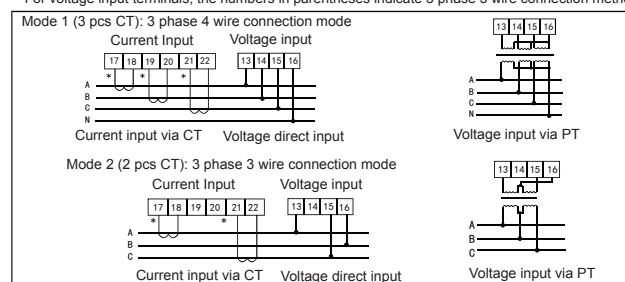 For voltage input terminals, the numbers in parentheses indicate 3 phase 3 wire connection
Mode 1 (3 pcs CT): 3 phase 4 wire connection mode
Current Input Voltage input
17 18 19 20 21 22 13 14 15 16
13 14 15 16
* * *
A
B
C
N
A
B
C
N
Current input via CT Voltage direct input
Voltage input via PT
Mode 2 (2 pcs CT): 3 phase 3 wire connection mode
Current Input Voltage input
17 18 19 20 21 22 13 14 15 16
13 14 15 16
* *
A
B
C
A
B
C
Current input via CT Voltage direct input
Voltage input via PT